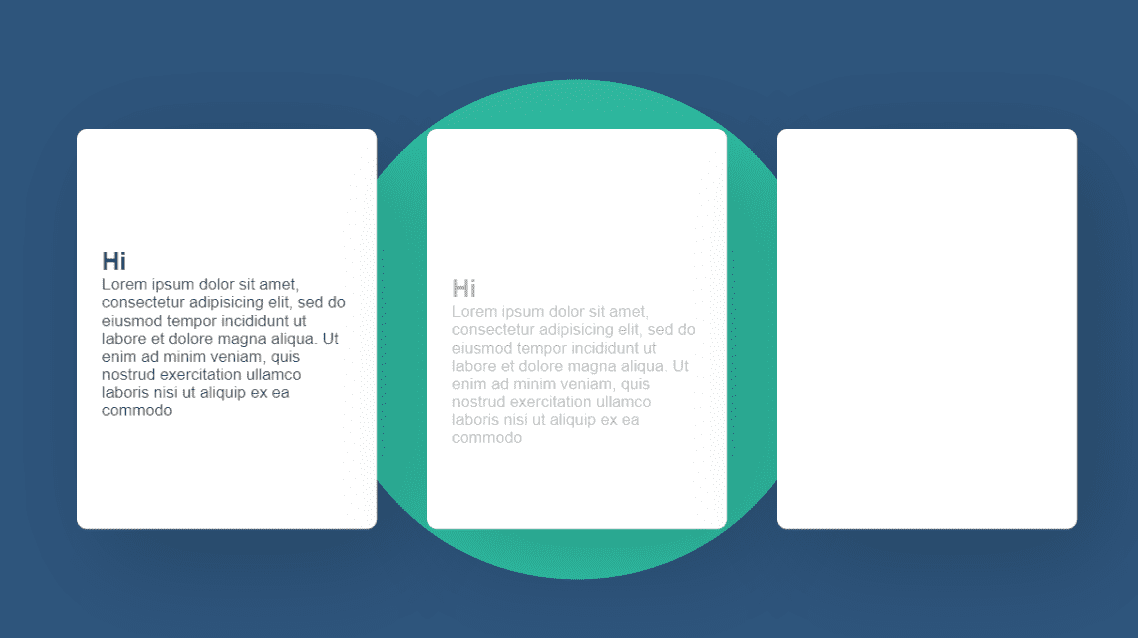 Hi
Lorem ipsum dolor sit amet,
consectetur adipisicing elit, sed do
eiusmod tempor incididunt ut
labore et dolore magna aliqua. Ut
enim ad minim veniam, quis
nostrud exercitation ullamco
laboris nisi ut aliquip ex ea
commodo
Hi
Lorem ipsum dolor sit amet,
consectetur adipisicing elit, sed do
eiusmod tempor incididunt ut
labore et dolore magna aliqua. Ut
enim ad minim veniam, quis
nostrud exercitation ullamco
laboris nisi ut aliquip ex ea
commodo